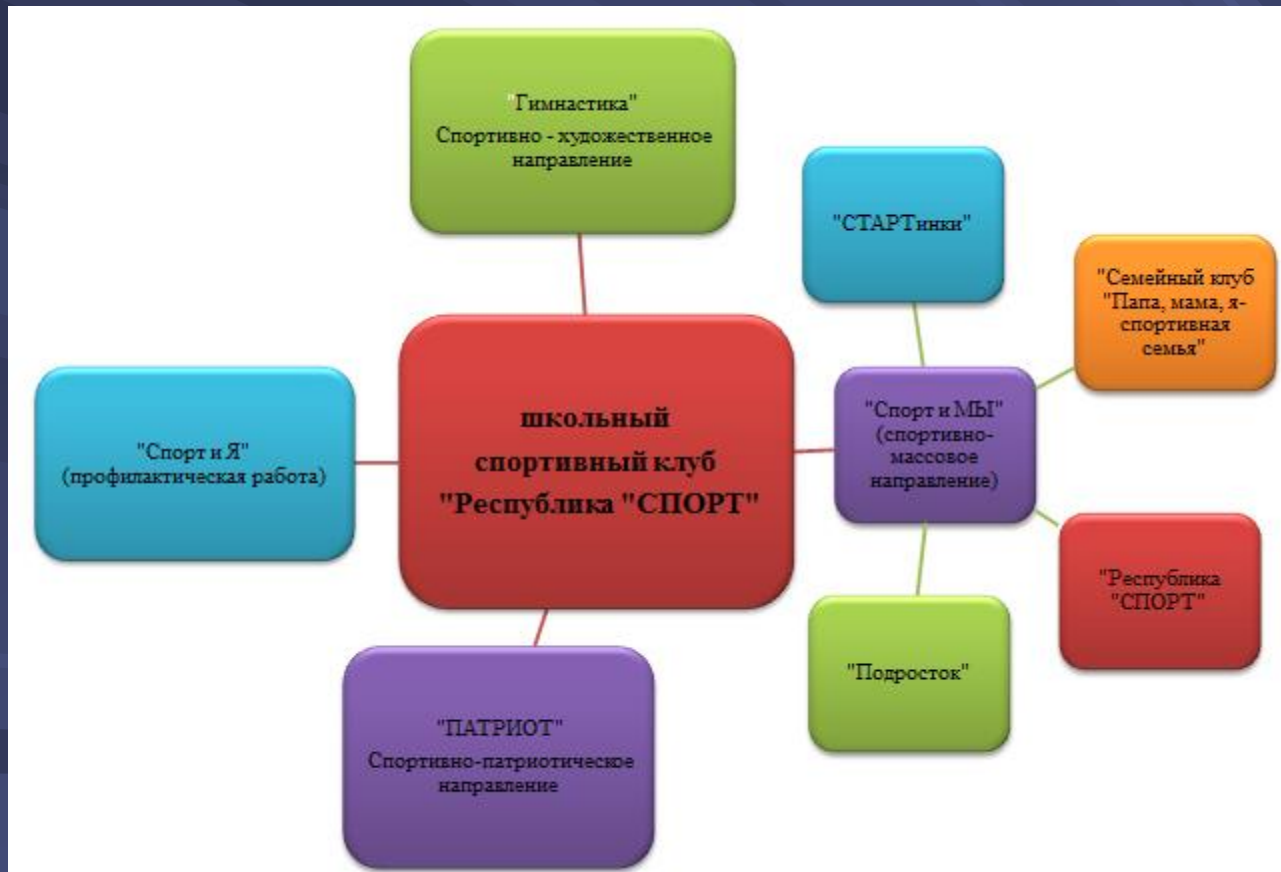 "Гимнастика"
Спортивно - художественное
направление
"СТАРТинки"
"Семейный клуб
"Папа, мама, я-
спортивная
семья"
школьный
спортивный клуб
"Республика "СПОРТ"
"Спорт и МЫ"
(спортивно-
массовое
направление)
"Спорт и Я"
(профилактическая работа)
"Республика
"СПОРТ"
"Подросток"
"ПАТРИОТ"
Спортивно-патриотическое
направление